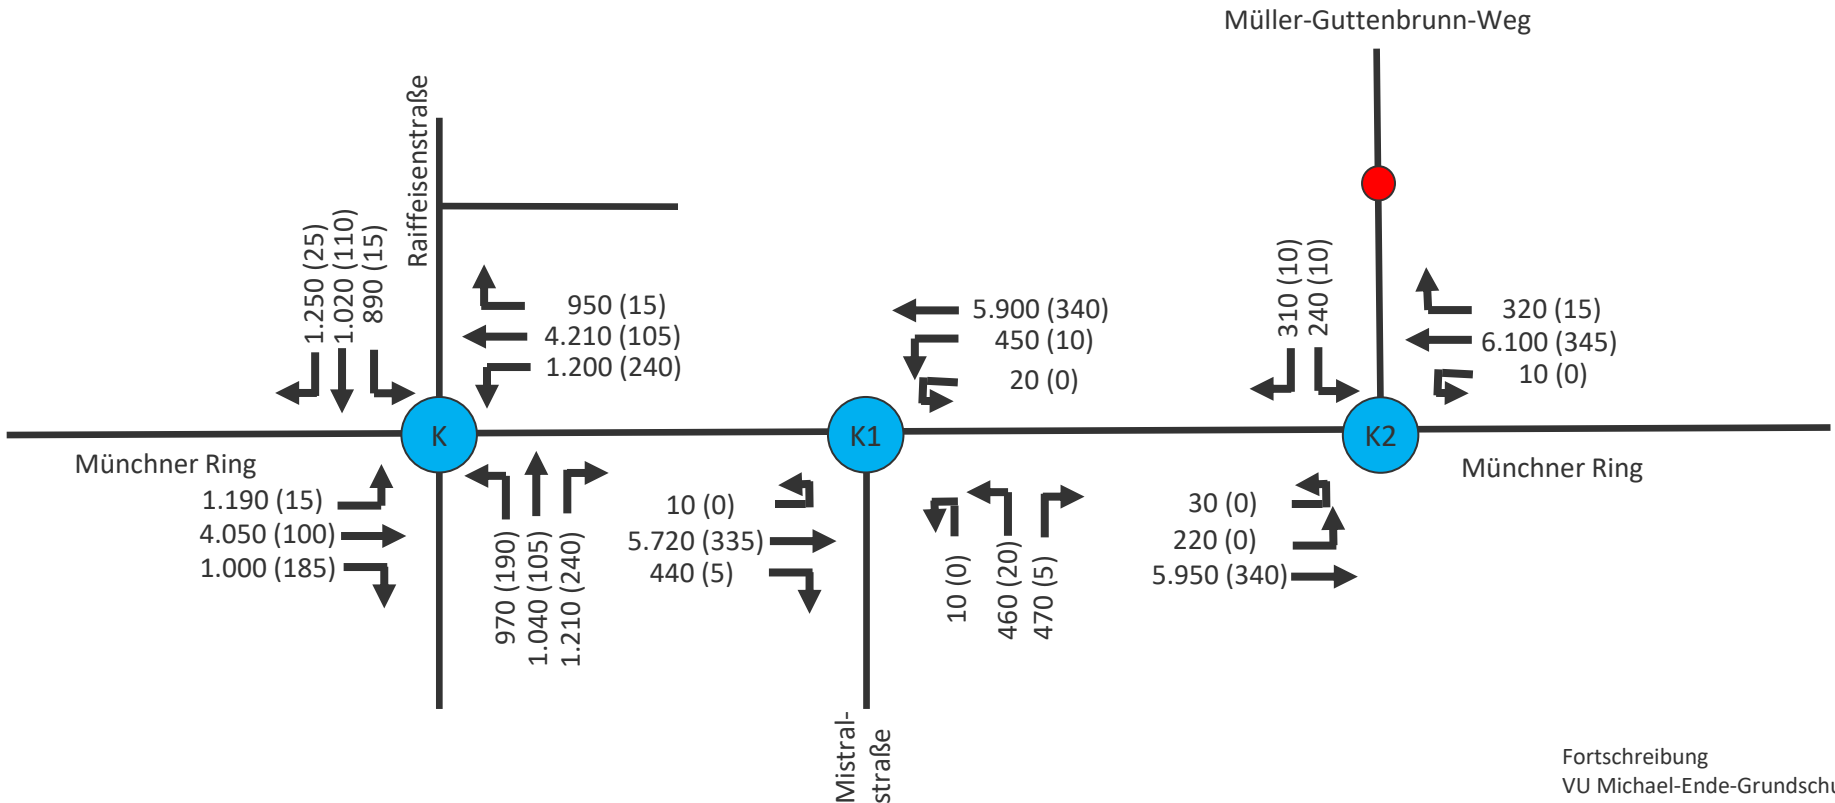 Müller-Guttenbrunn-Weg
Raiffeisenstraße
1.250 (25)
1.020 (110)
890 (15)
950 (15)
4.210 (105)
1.200 (240)
5.900 (340)
450 (10)
20 (0)
310 (10)
240 (10)
320 (15)
6.100 (345)
10 (0)
K
K1
K2
Münchner Ring
Münchner Ring
1.190 (15)
4.050 (100)
1.000 (185)
970 (190)
1.040 (105)
1.210 (240)
10 (0)
5.720 (335)
440 (5)
10 (0)
460 (20)
470 (5)
30 (0)
220 (0)
5.950 (340)
Mistral-
straße
Fortschreibung
VU Michael-Ende-Grundschu